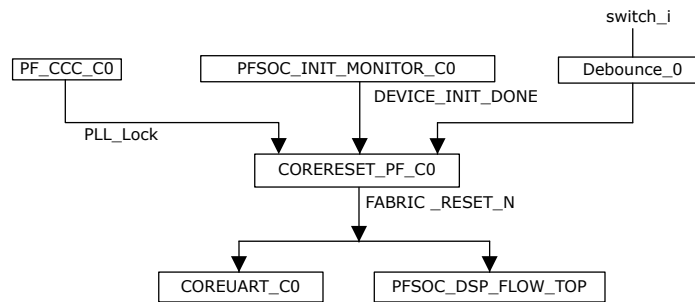 switch_i
PF_CCC_C0
PFSOC_INIT_MONITOR_C0
Debounce_0
DEVICE_INIT_DONE
PLL_Lock
CORERESET_PF_C0
FABRIC _RESET_N
COREUART_C0
PFSOC_DSP_FLOW_TOP